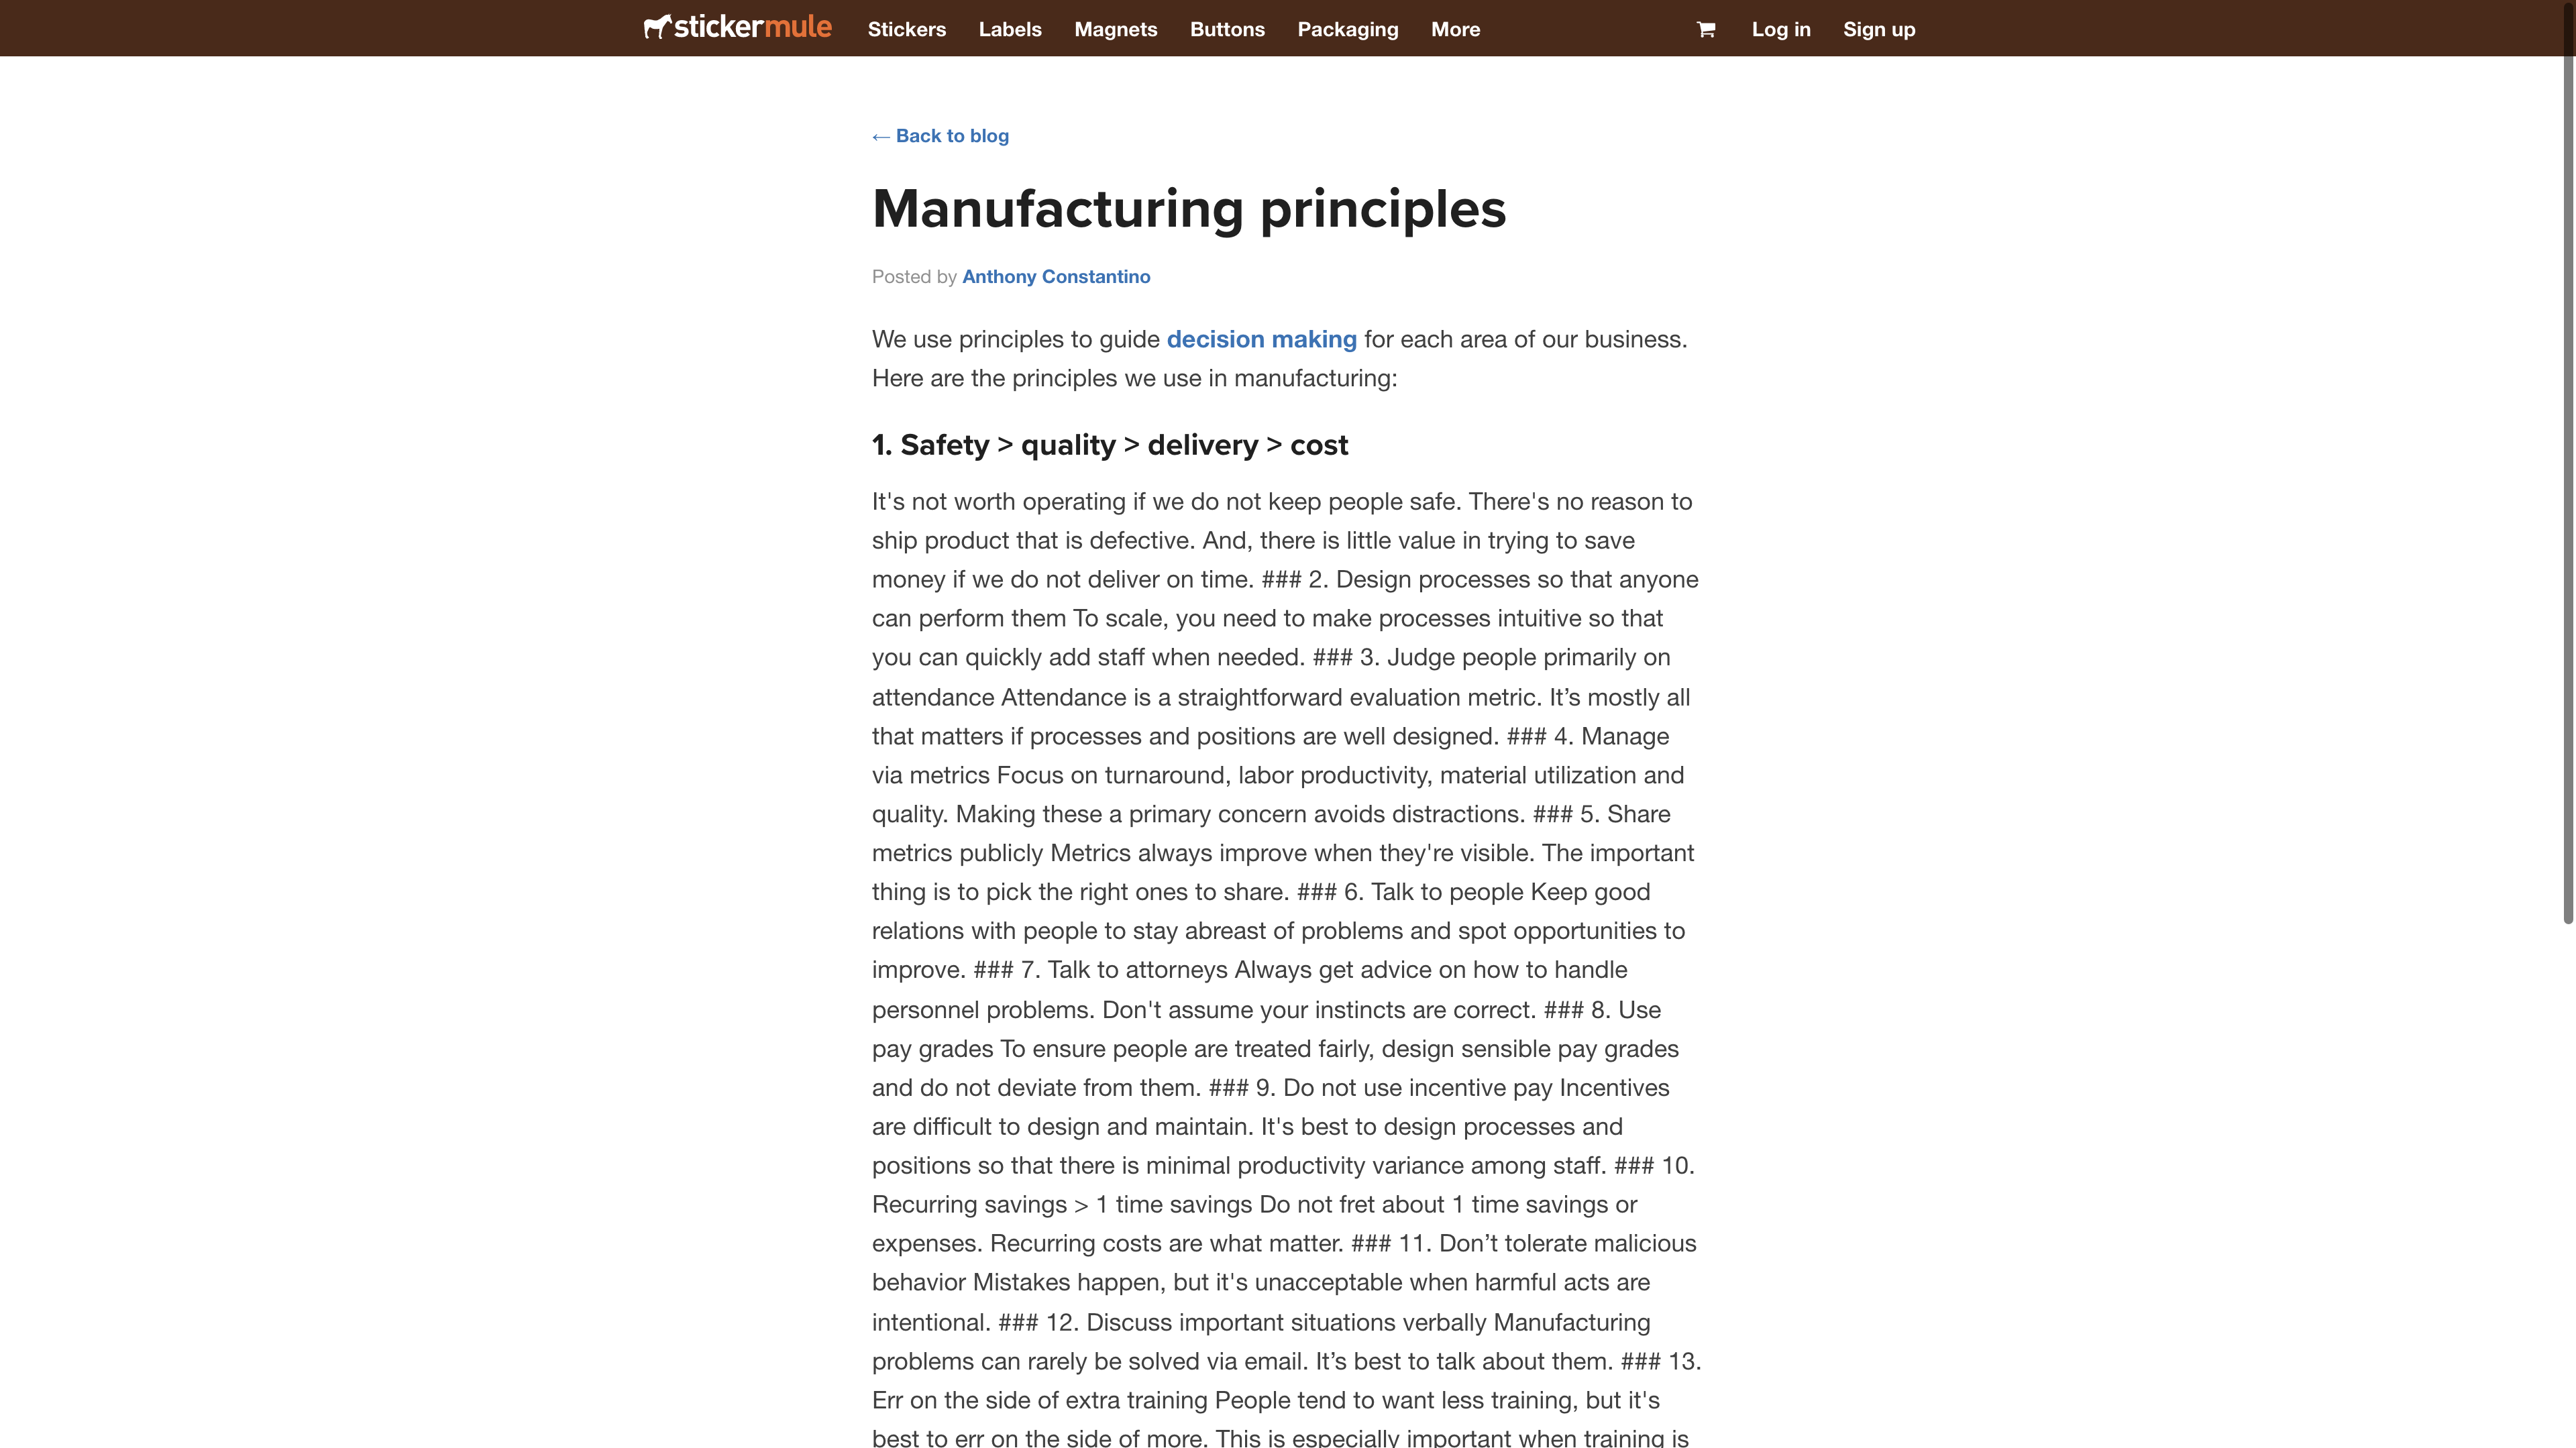 stickermule Stickers Labels Magnets Buttons Packaging More Log in Sign up
← Back to blog
Manufacturing principles
Posted by Anthony Constantino
We use principles to guide decision making for each area of our business.
Here are the principles we use in manufacturing:
1. Safety > quality > delivery > cost
It's not worth operating if we do not keep people safe. There's no reason to
ship product that is defective. And, there is little value in trying to save
money if we do not deliver on time. ### 2. Design processes so that anyone
can perform them To scale, you need to make processes intuitive so that
you can quickly add staff when needed. ### 3. Judge people primarily on
attendance Attendance is a straightforward evaluation metric. It’s mostly all
that matters if processes and positions are well designed. ### 4. Manage
via metrics Focus on turnaround, labor productivity, material utilization and
quality. Making these a primary concern avoids distractions. ### 5. Share
metrics publicly Metrics always improve when they're visible. The important
thing is to pick the right ones to share. ### 6. Talk to people Keep good
relations with people to stay abreast of problems and spot opportunities to
improve. ### 7. Talk to attorneys Always get advice on how to handle
personnel problems. Don't assume your instincts are correct. ### 8. Use
pay grades To ensure people are treated fairly, design sensible pay grades
and do not deviate from them. ### 9. Do not use incentive pay Incentives
are difficult to design and maintain. It's best to design processes and
positions so that there is minimal productivity variance among staff. ### 10.
Recurring savings > 1 time savings Do not fret about 1 time savings or
expenses. Recurring costs are what matter. ### 11. Don’t tolerate malicious
behavior Mistakes happen, but it's unacceptable when harmful acts are
intentional. ### 12. Discuss important situations verbally Manufacturing
problems can rarely be solved via email. It’s best to talk about them. ### 13.
Err on the side of extra training People tend to want less training, but it's
best to err on the side of more. This is especially important when training is